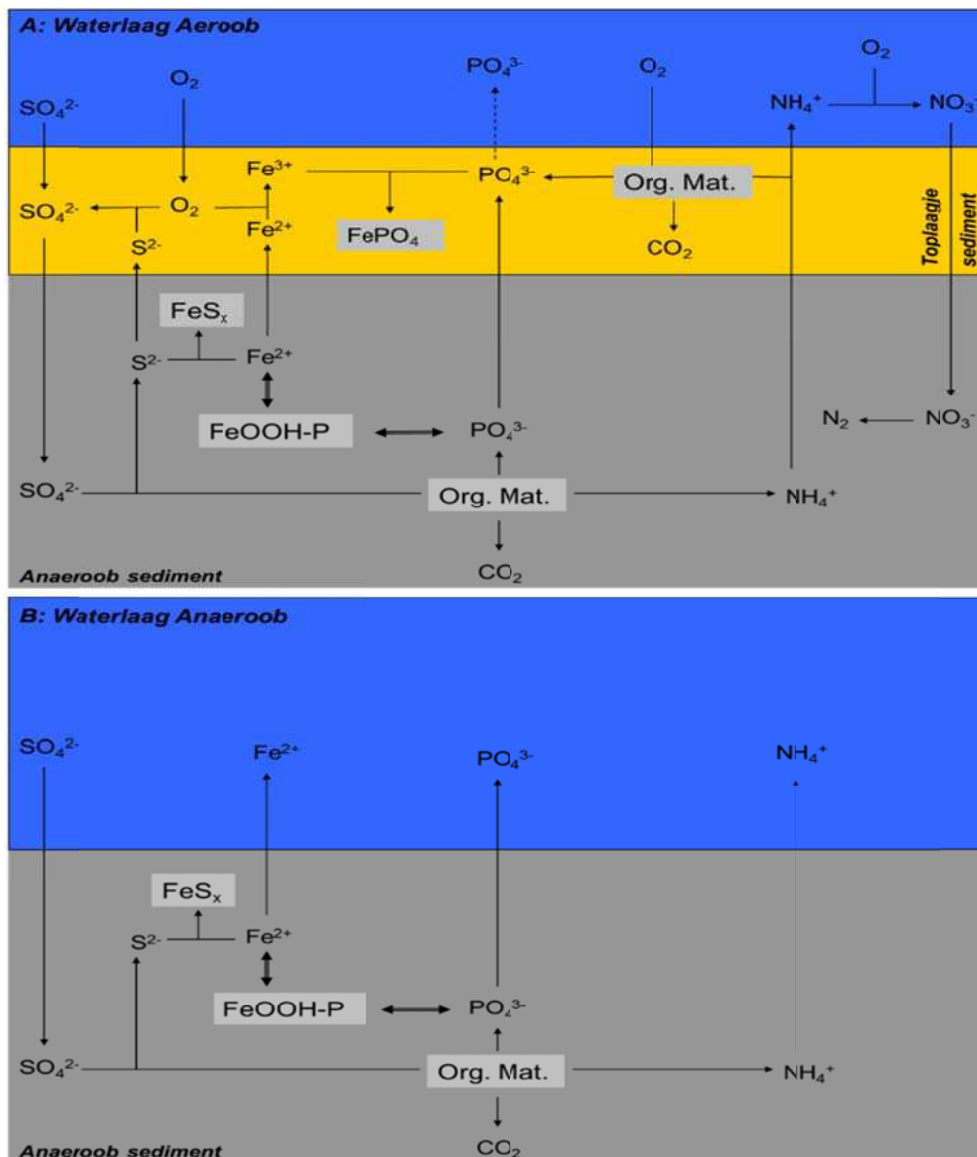 A: Waterlaag Aeroob
O₂
PO₄³⁻
O₂
O₂
SO₄²⁻
NH₄⁺
NO₃⁻
Fe³⁺
PO₄³⁻
Org. Mat.
SO₄²⁻
O₂
Fe²⁺
FePO₄
CO₂
S²⁻
Toplaagje
sediment
FeSₓ
S²⁻
Fe²⁺
FeOOH-P
PO₄³⁻
N₂
NO₃⁻
SO₄²⁻
Org. Mat.
NH₄⁺
CO₂
Anaeroob sediment
B: Waterlaag Anaeroob
SO₄²⁻
Fe²⁺
PO₄³⁻
NH₄⁺
FeSₓ
S²⁻
Fe²⁺
FeOOH-P
PO₄³⁻
SO₄²⁻
Org. Mat.
NH₄⁺
CO₂
Anaeroob sediment